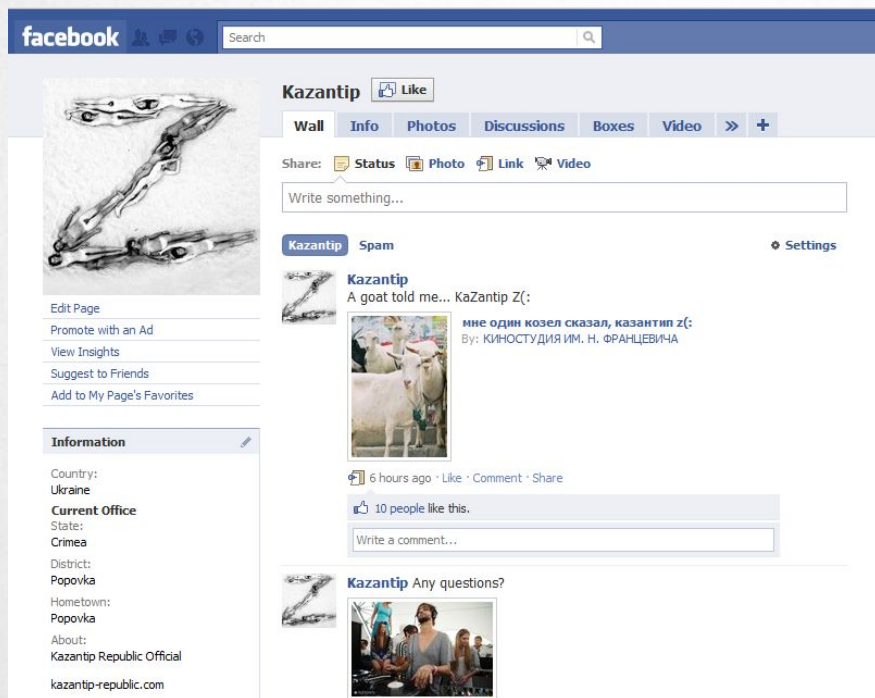 facebook
Search
Kazantip Like
Wall Info Photos Discussions Boxes Video » +
Share: Status Photo Link Video
Write something...
Kazantip Spam Settings
Kazantip
A goat told me... KaZantip Z(:
мне один козел сказал, казантип z(:
By: КИНОСТУДИЯ ИМ. Н. ФРАНЦЕВИЧА
6 hours ago · Like · Comment · Share
10 people like this.
Write a comment...
Kazantip Any questions?
Edit Page
Promote with an Ad
View Insights
Suggest to Friends
Add to My Page's Favorites
Information
Country:
Ukraine
Current Office
State:
Crimea
District:
Popovka
Hometown:
Popovka
About:
Kazantip Republic Official
kazantip-republic.com